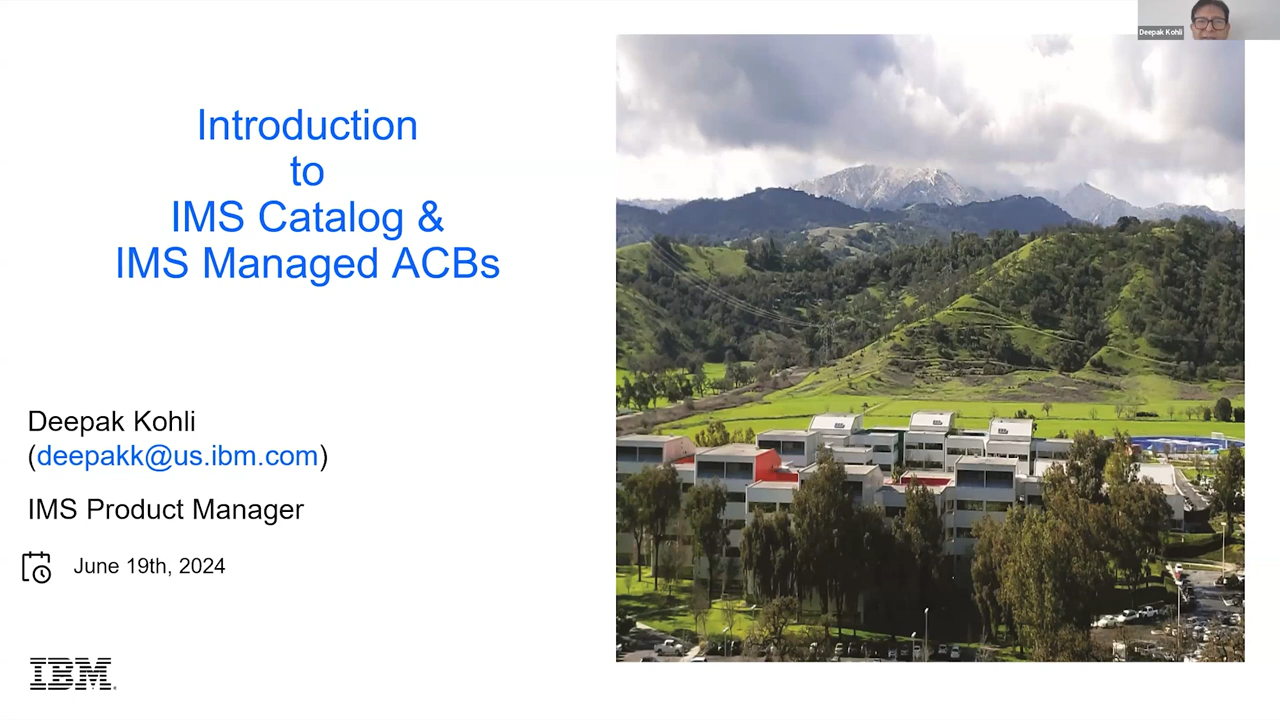 Deepak Kohli
Introduction
to
IMS Catalog &
IMS Managed ACBs
Deepak Kohli
(deepakk@us.ibm.com)
IMS Product Manager
June 19th, 2024
IBM